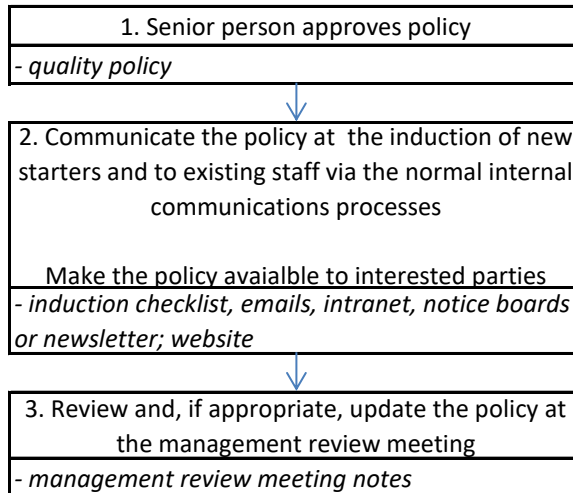 1. Senior person approves policy
- quality policy
2. Communicate the policy at the induction of new
starters and to existing staff via the normal internal
communications processes
Make the policy avaialble to interested parties
- induction checklist, emails, intranet, notice boards
or newsletter; website
3. Review and, if appropriate, update the policy at
the management review meeting
- management review meeting notes